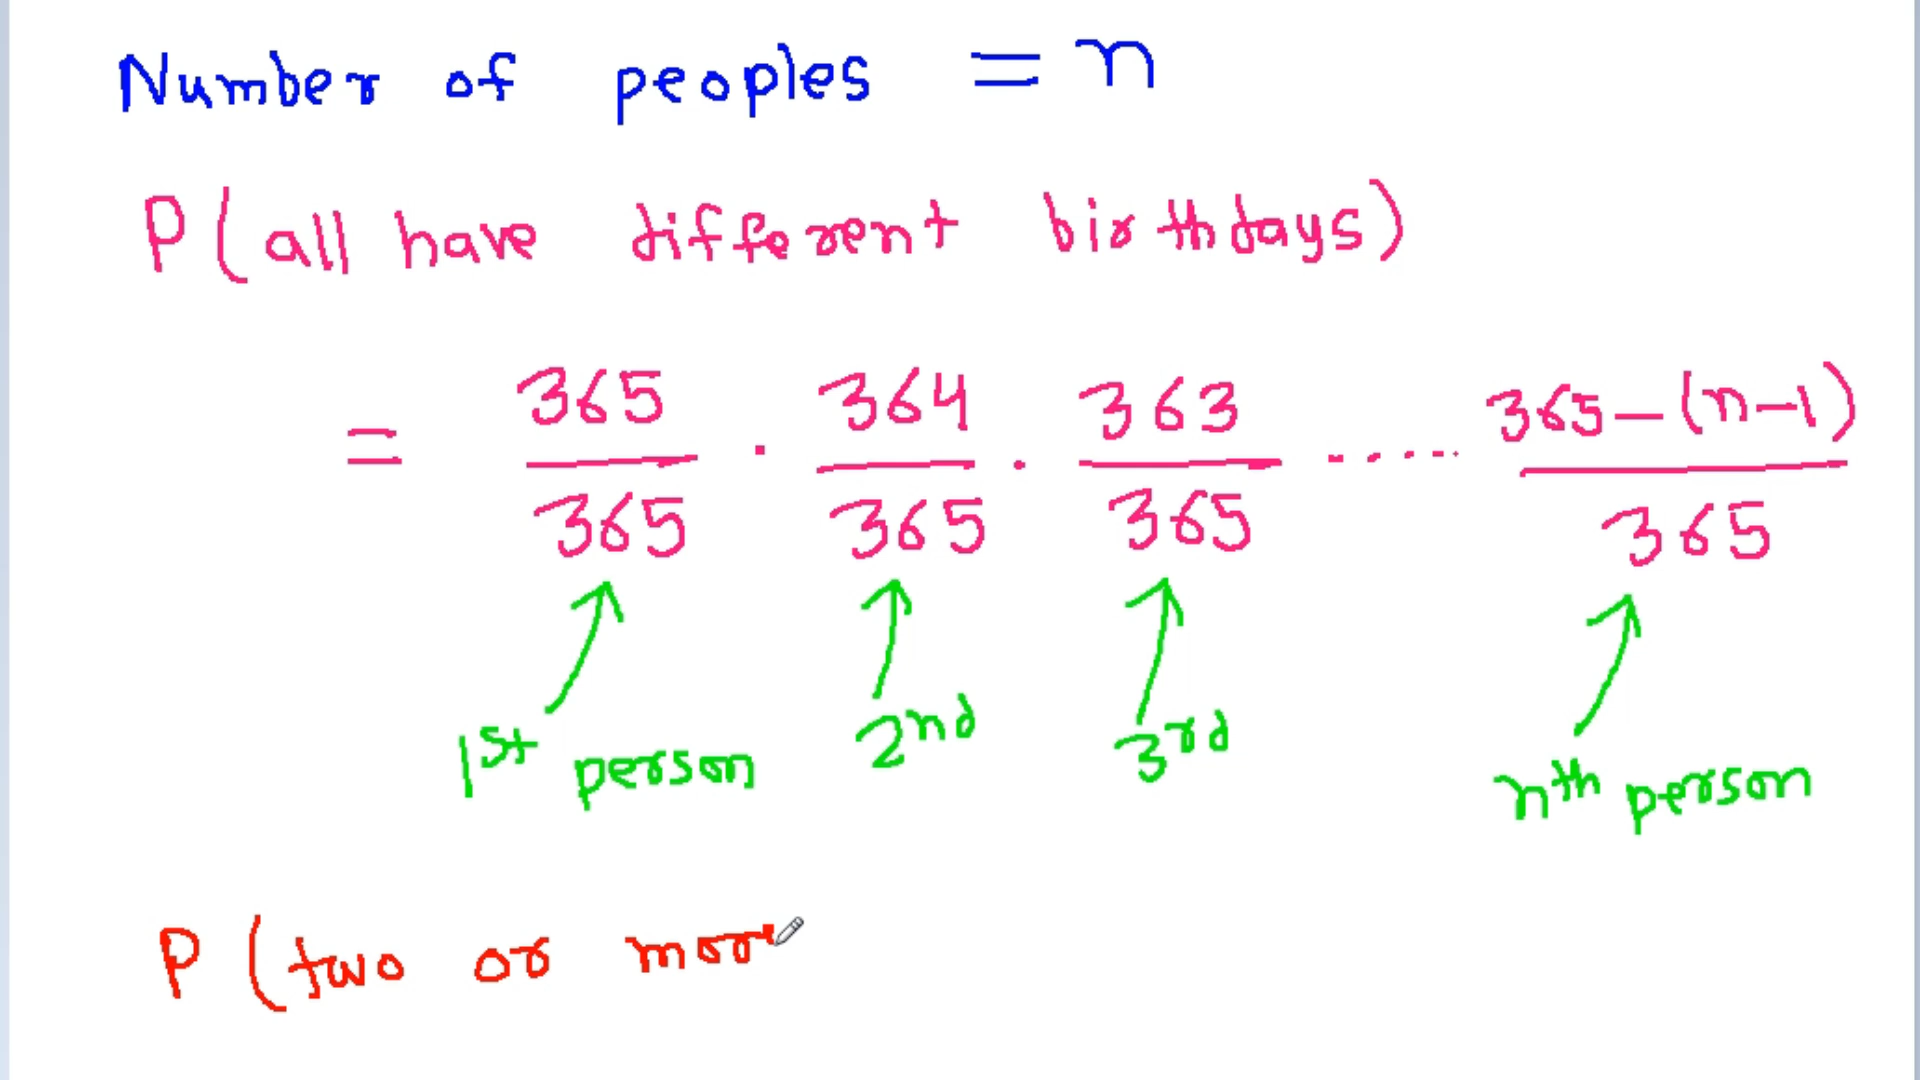 Number of peoples = n
P(all have different birthdays)
= 365/365 · 364/365 · 363/365 ····· 365-(n-1)/365
1st person 2nd 3rd nth person
P (two or mor